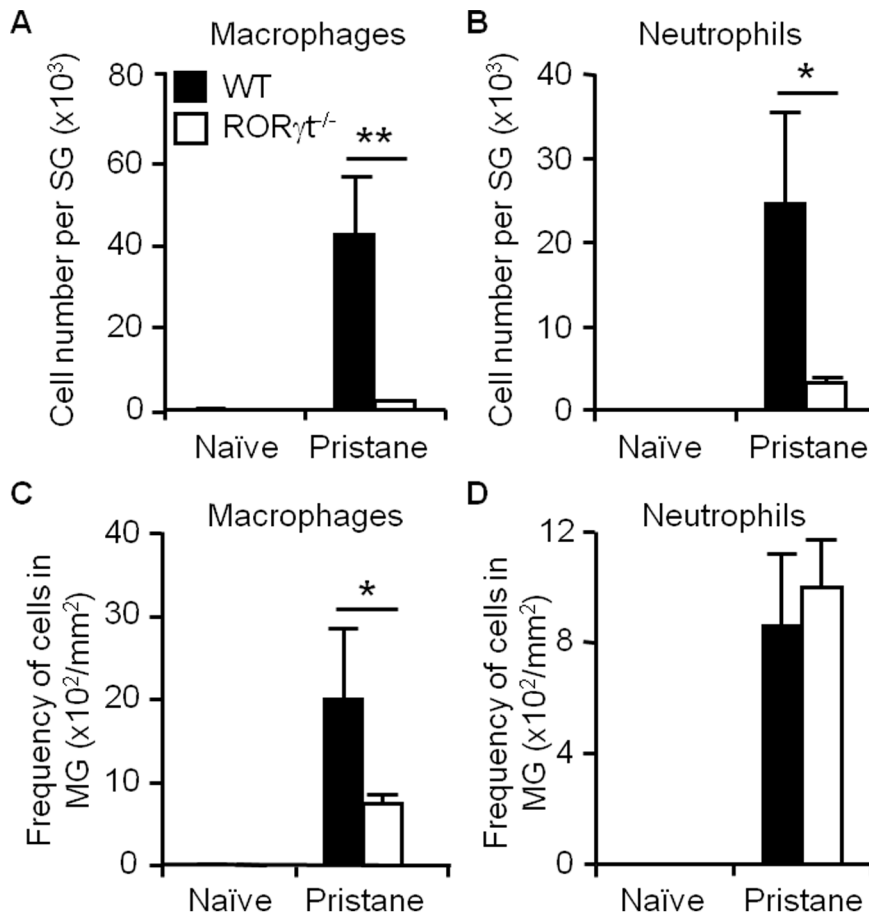 A
Macrophages
Cell number per SG (x10³)
80
60
40
20
0
WT
RORγt-/-
**
Naïve Pristane
B
Neutrophils
Cell number per SG (x10³)
40
30
20
10
0
*
Naïve Pristane
C
Macrophages
Frequency of cells in
MG (x10²/mm²)
40
30
20
10
0
*
Naïve Pristane
D
Neutrophils
Frequency of cells in
MG (x10²/mm²)
12
8
4
0
Naïve Pristane